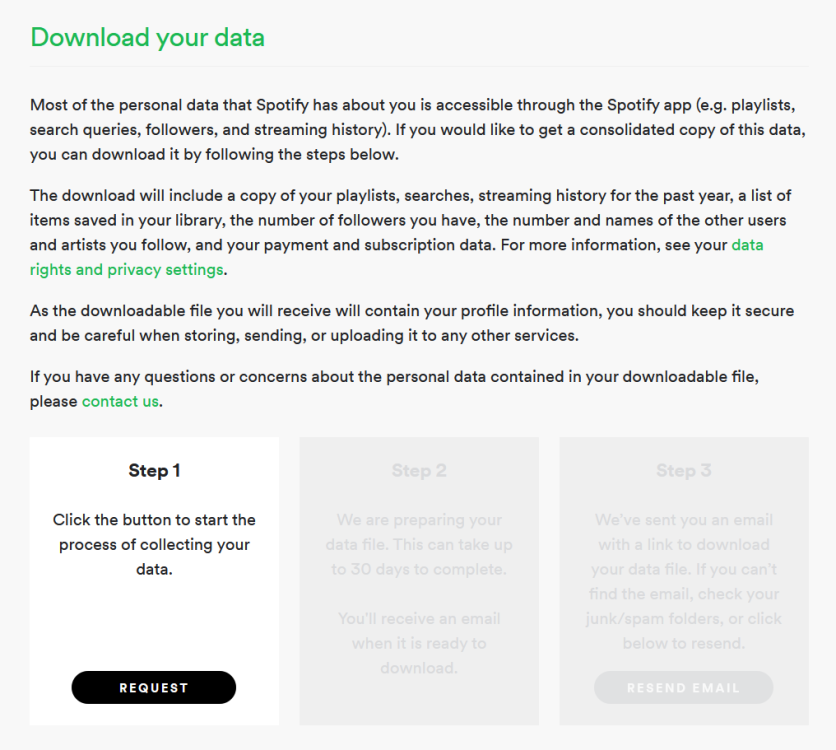 Download your data
Most of the personal data that Spotify has about you is accessible through the Spotify app (e.g. playlists,
search queries, followers, and streaming history). If you would like to get a consolidated copy of this data,
you can download it by following the steps below.
The download will include a copy of your playlists, searches, streaming history for the past year, a list of
items saved in your library, the number of followers you have, the number and names of the other users
and artists you follow, and your payment and subscription data. For more information, see your data
rights and privacy settings.
As the downloadable file you will receive will contain your profile information, you should keep it secure
and be careful when storing, sending, or uploading it to any other services.
If you have any questions or concerns about the personal data contained in your downloadable file,
please contact us.
Step 1
Click the button to start the
process of collecting your
data.
REQUEST
Step 2
We are preparing your
data file. This can take up
to 30 days to complete.
You'll receive an email
when it is ready to
download.
Step 3
We've sent you an email
with a link to download
your data file. If you can't
find the email, check your
junk/spam folders, or click
below to resend.
RESEND EMAIL